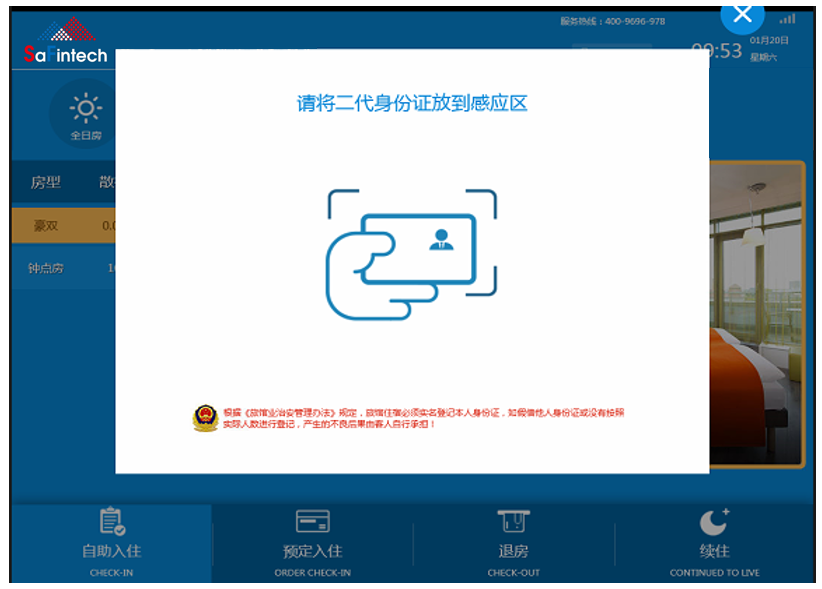 服务热线：400-9696-978
SaFintech
09:53
01月20日
星期六
请将二代身份证放到感应区
全日房
房型
豪双
0.0
钟点房
根据《旅馆业治安管理办法》规定，旅馆住宿必须实名登记本人身份证，如假借他人身份证或没有按照
实际人数进行登记，产生的不良后果由客人自行承担！
自助入住
CHECK-IN
预定入住
ORDER CHECK-IN
退房
CHECK-OUT
续住
CONTINUED TO LIVE